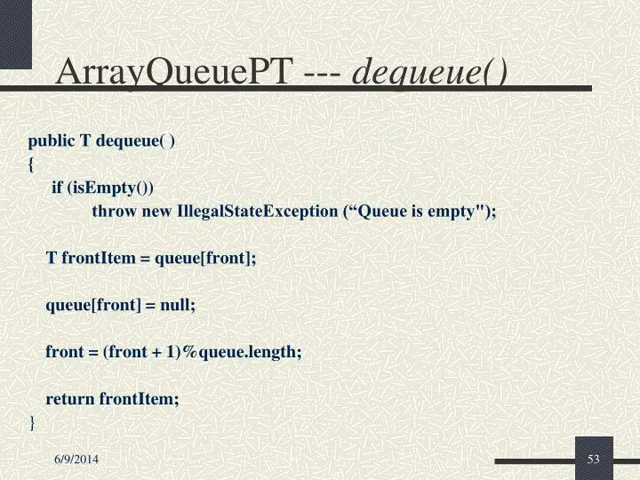 ArrayQueuePT --- dequeue()
public T dequeue( )
{
if (isEmpty())
throw new IllegalStateException (“Queue is empty");
T frontItem = queue[front];
queue[front] = null;
front = (front + 1)%queue.length;
return frontItem;
}
6/9/2014
53